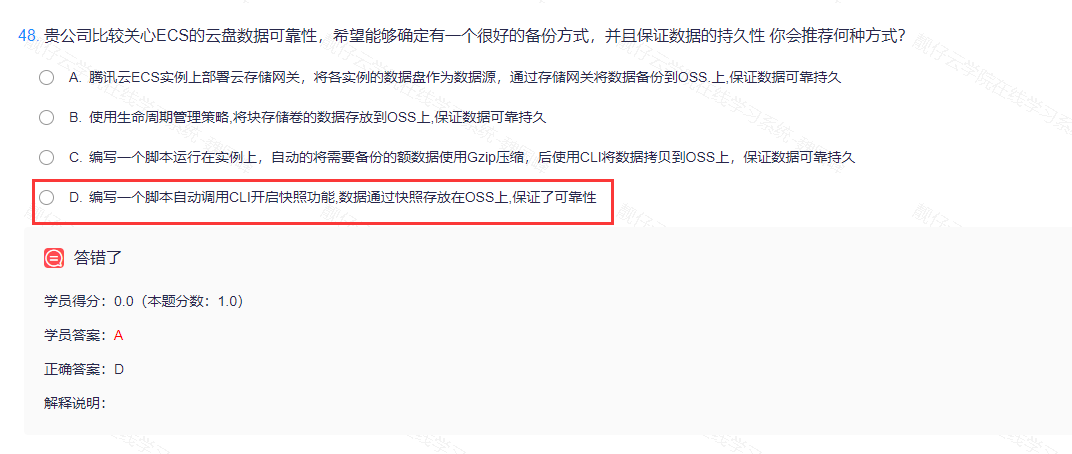 48. 贵公司比较关心ECS的云盘数据可靠性，希望能够确定有一个很好的备份方式，并且保证数据的持久性 你会推荐何种方式？
A. 腾讯云ECS实例上部署云存储网关，将各实例的数据盘作为数据源，通过存储网关将数据备份到OSS.上,保证数据可靠持久
B. 使用生命周期管理策略,将块存储卷的数据存放到OSS上,保证数据可靠持久
C. 编写一个脚本运行在实例上，自动的将需要备份的额数据使用Gzip压缩，后使用CLI将数据拷贝到OSS上，保证数据可靠持久
D. 编写一个脚本自动调用CLI开启快照功能,数据通过快照存放在OSS上,保证了可靠性
答错了
学员得分：0.0（本题分数：1.0）
学员答案：A
正确答案：D
解释说明：